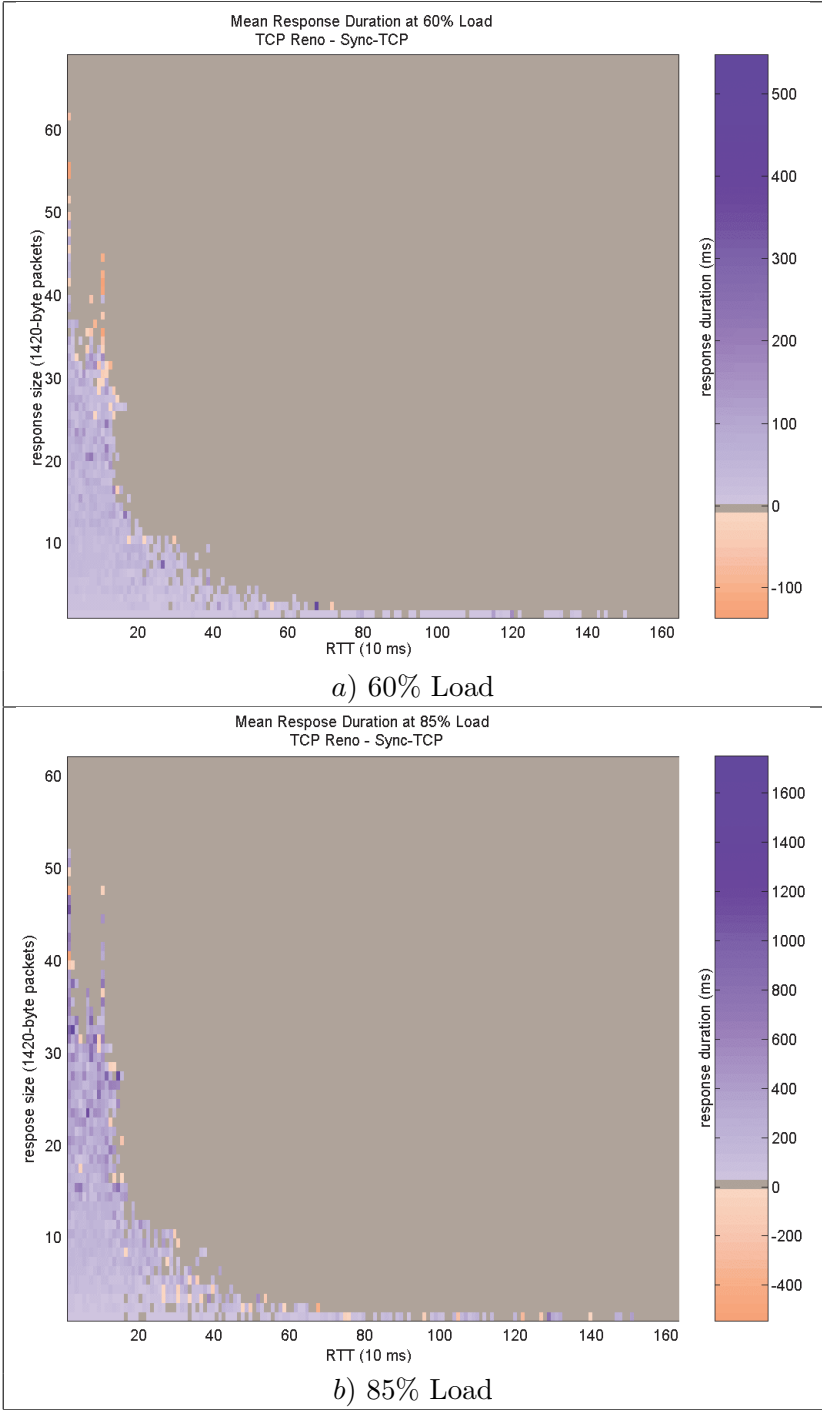 Mean Response Duration at 60% Load
TCP Reno - Sync-TCP
60
50
40
30
20
10
response size (1420-byte packets)
20 40 60 80 100 120 140 160
RTT (10 ms)
500
400
300
200
100
0
-100
response duration (ms)
a) 60% Load
Mean Respose Duration at 85% Load
TCP Reno - Sync-TCP
60
50
40
30
20
10
respose size (1420-byte packets)
20 40 60 80 100 120 140 160
RTT (10 ms)
1600
1400
1200
1000
800
600
400
200
0
-200
-400
response duration (ms)
b) 85% Load